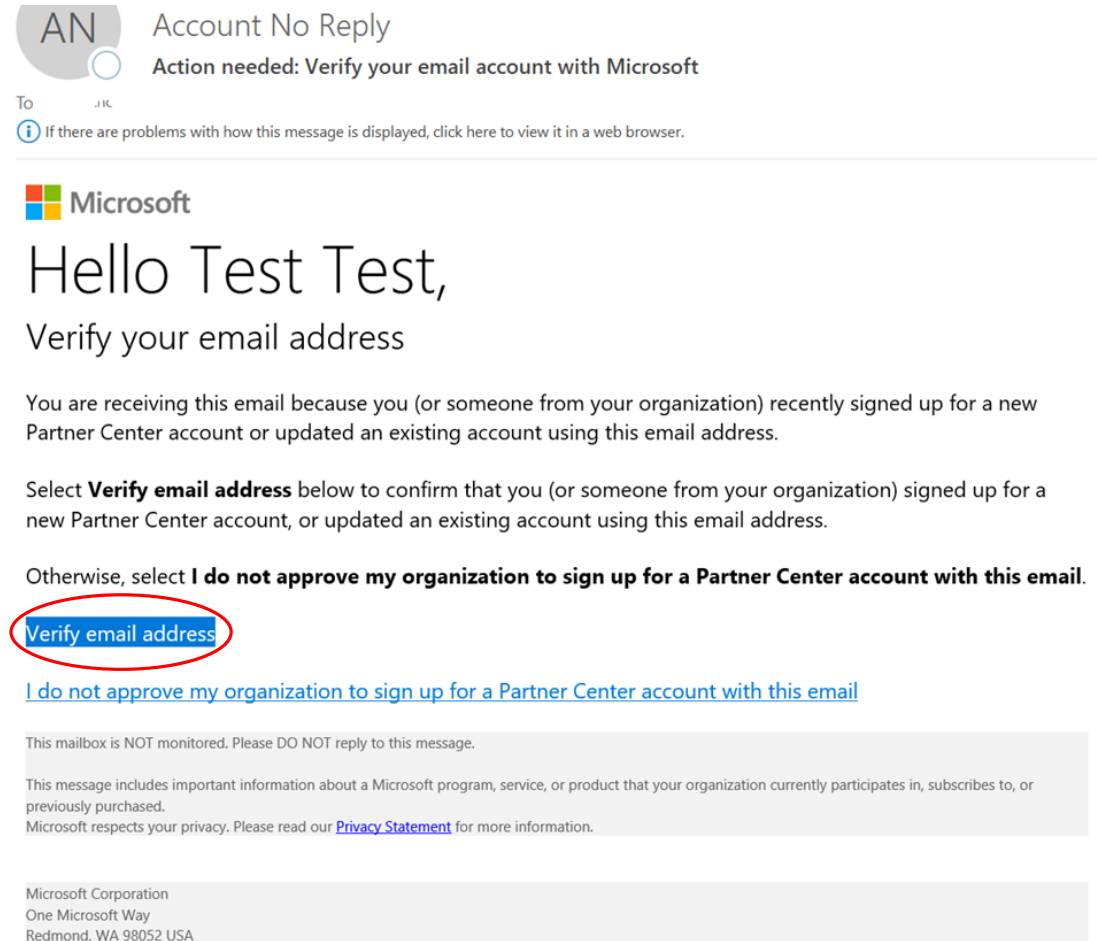 AN
Account No Reply
Action needed: Verify your email account with Microsoft
To
If there are problems with how this message is displayed, click here to view it in a web browser.
Microsoft
Hello Test Test,
Verify your email address
You are receiving this email because you (or someone from your organization) recently signed up for a new
Partner Center account or updated an existing account using this email address.
Select Verify email address below to confirm that you (or someone from your organization) signed up for a
new Partner Center account, or updated an existing account using this email address.
Otherwise, select I do not approve my organization to sign up for a Partner Center account with this email.
Verify email address
I do not approve my organization to sign up for a Partner Center account with this email
This mailbox is NOT monitored. Please DO NOT reply to this message.
This message includes important information about a Microsoft program, service, or product that your organization currently participates in, subscribes to, or
previously purchased.
Microsoft respects your privacy. Please read our Privacy Statement for more information.
Microsoft Corporation
One Microsoft Way
Redmond, WA 98052 USA